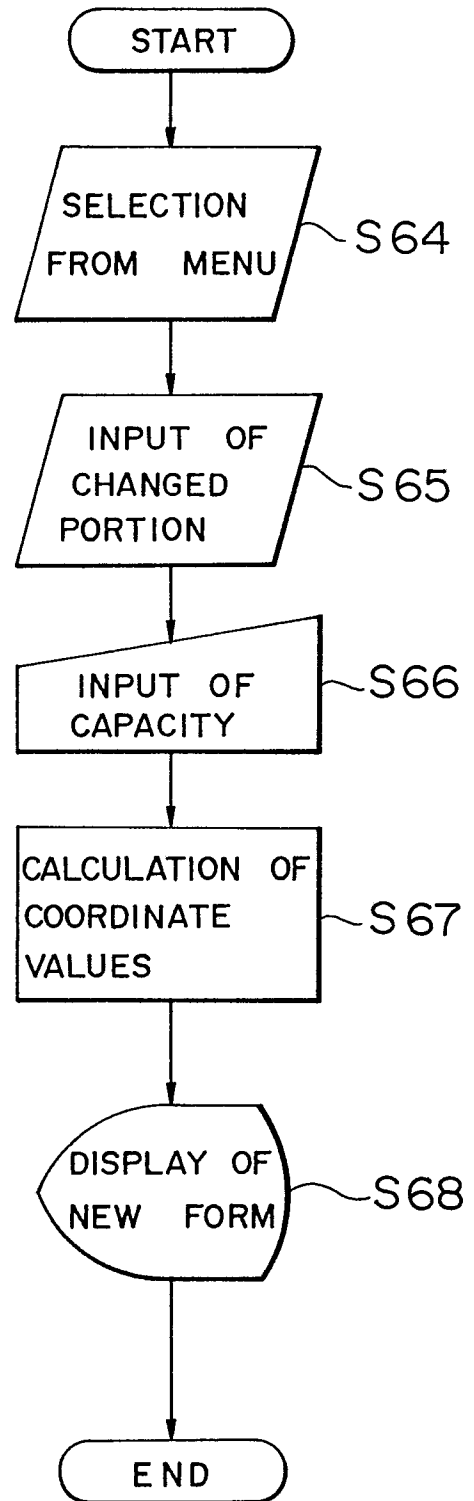 START
SELECTION
FROM MENU
S64
INPUT OF
CHANGED
PORTION
S65
INPUT OF
CAPACITY
S66
CALCULATION OF
COORDINATE
VALUES
S67
DISPLAY OF
NEW FORM
S68
END